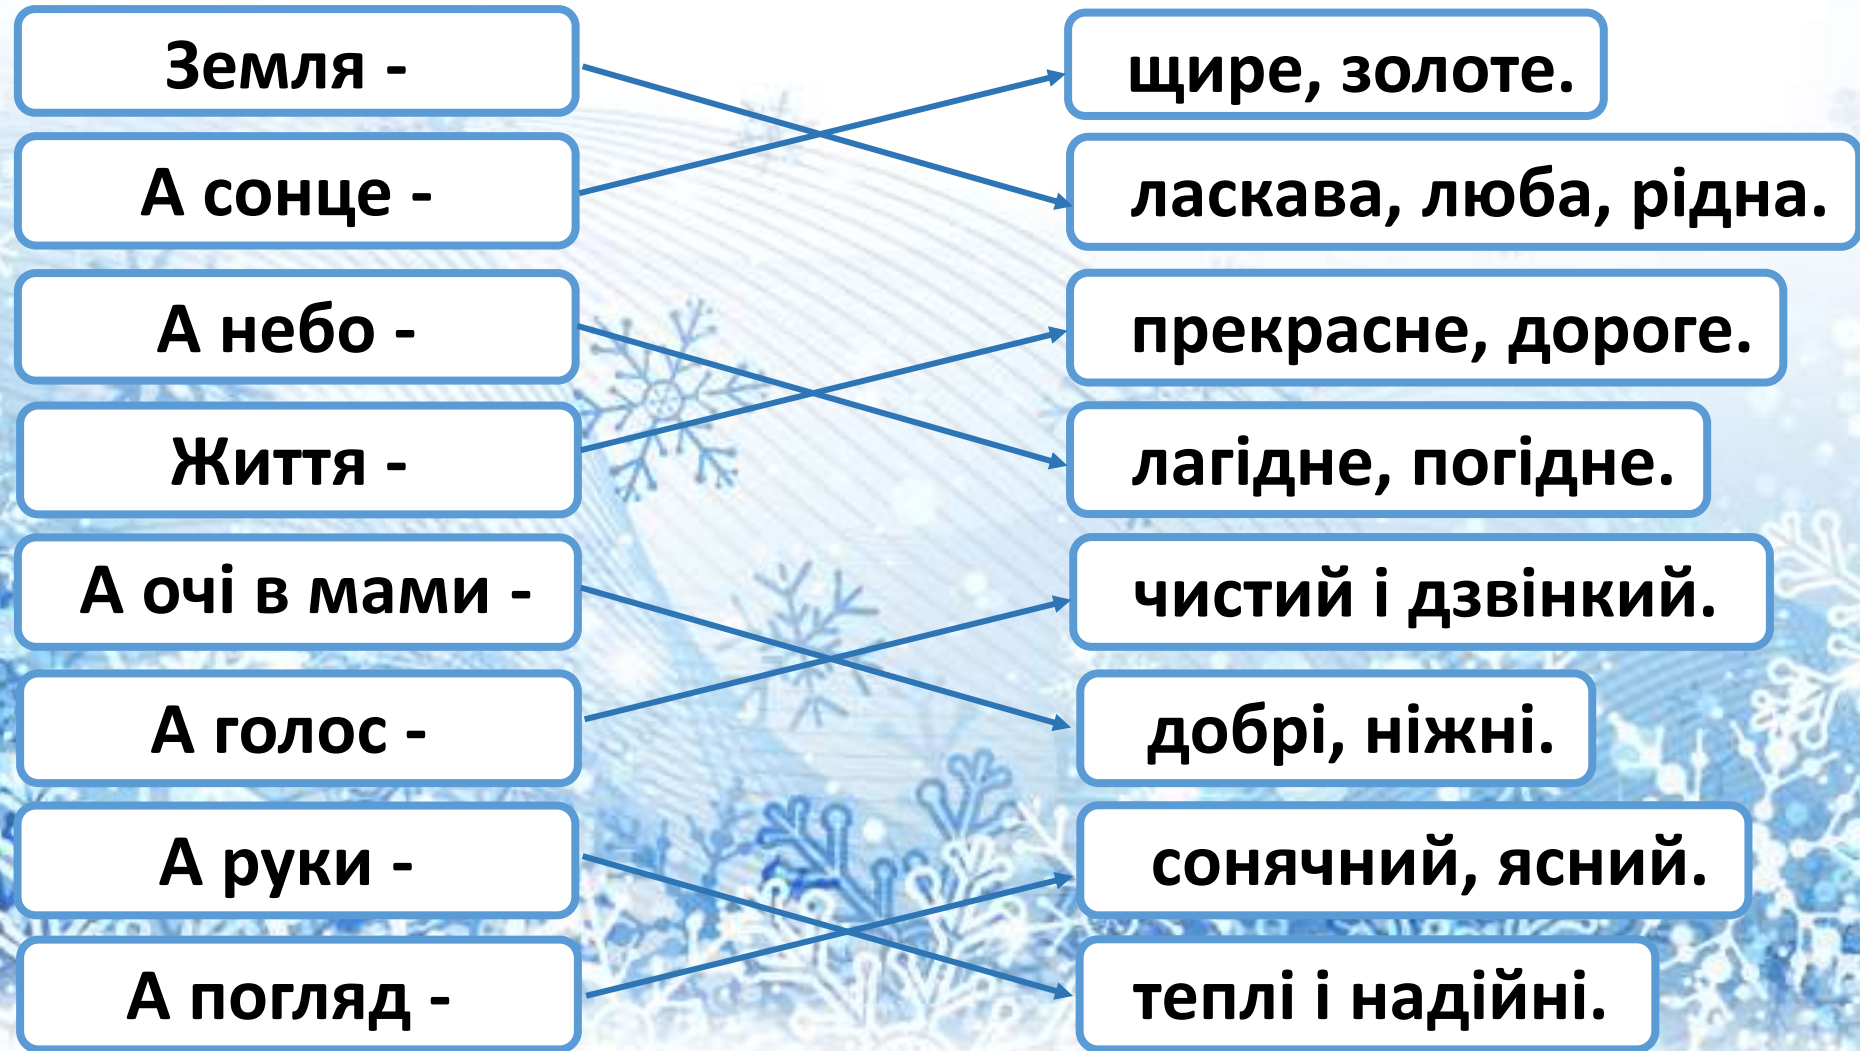 Земля -
щире, золоте.
А сонце -
ласкава, люба, рідна.
А небо -
прекрасне, дороге.
Життя -
лагідне, погідне.
А очі в мами -
чистий і дзвінкий.
А голос -
добрі, ніжні.
А руки -
сонячний, ясний.
А погляд -
теплі і надійні.